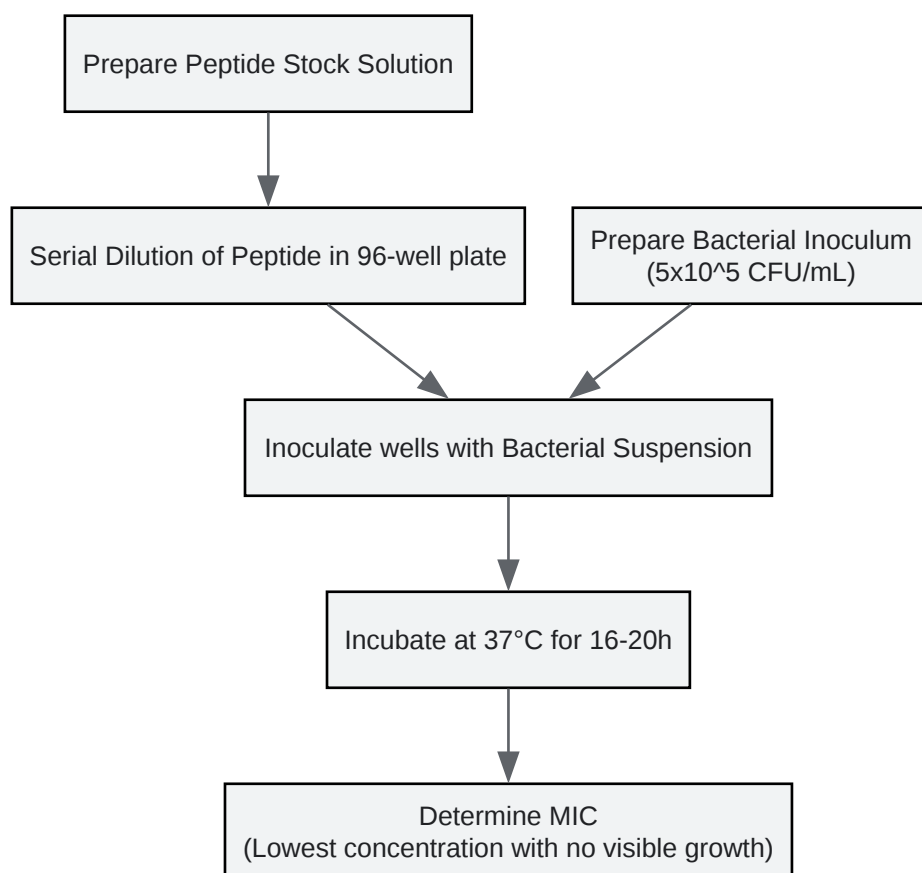 Prepare Peptide Stock Solution
Serial Dilution of Peptide in 96-well plate
Prepare Bacterial Inoculum
(5x10^5 CFU/mL)
Inoculate wells with Bacterial Suspension
Incubate at 37°C for 16-20h
Determine MIC
(Lowest concentration with no visible growth)